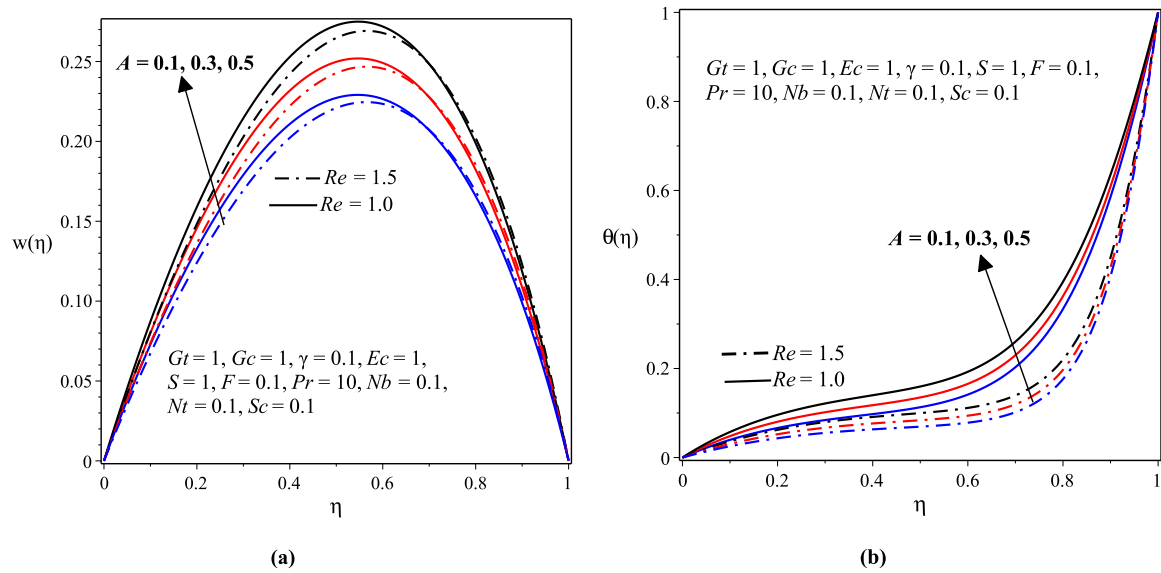 A = 0.1, 0.3, 0.5
Re = 1.5
Re = 1.0
Gt = 1, Gc = 1, γ = 0.1, Ec = 1,
S = 1, F = 0.1, Pr = 10, Nb = 0.1,
Nt = 0.1, Sc = 0.1
w(η)
0.25
0.20
0.15
0.10
0.05
0
0 0.2 0.4 0.6 0.8 1
η
(a)
Gt = 1, Gc = 1, Ec = 1, γ = 0.1, S = 1, F = 0.1,
Pr = 10, Nb = 0.1, Nt = 0.1, Sc = 0.1
A = 0.1, 0.3, 0.5
Re = 1.5
Re = 1.0
θ(η)
1
0.8
0.6
0.4
0.2
0
0 0.2 0.4 0.6 0.8 1
η
(b)